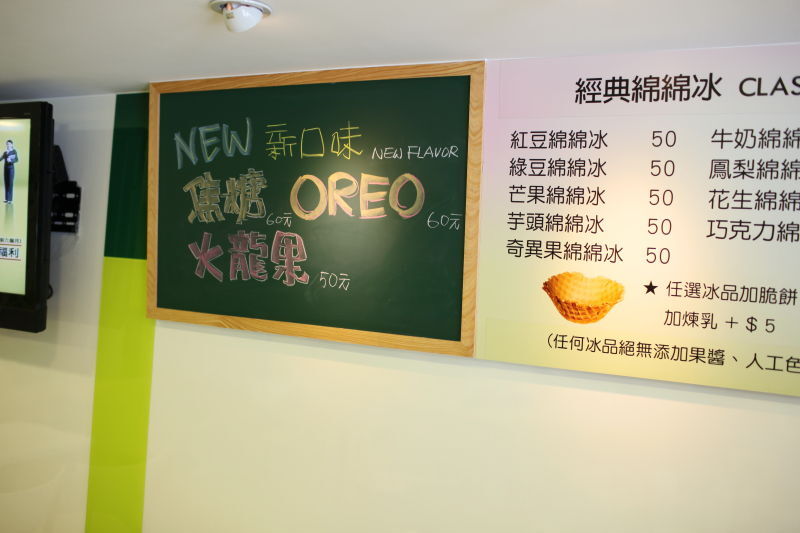 NEW 新口味 NEW FLAVOR
焦糖 60元 OREO 60元
火龍果 50元
經典綿綿冰 CLAS
紅豆綿綿冰 50 牛奶綿綿
綠豆綿綿冰 50 鳳梨綿綿
芒果綿綿冰 50 花生綿綿
芋頭綿綿冰 50 巧克力綿
奇異果綿綿冰 50
★ 任選冰品加脆餅
加煉乳 + $ 5
(任何冰品絕無添加果醬、人工色
福利